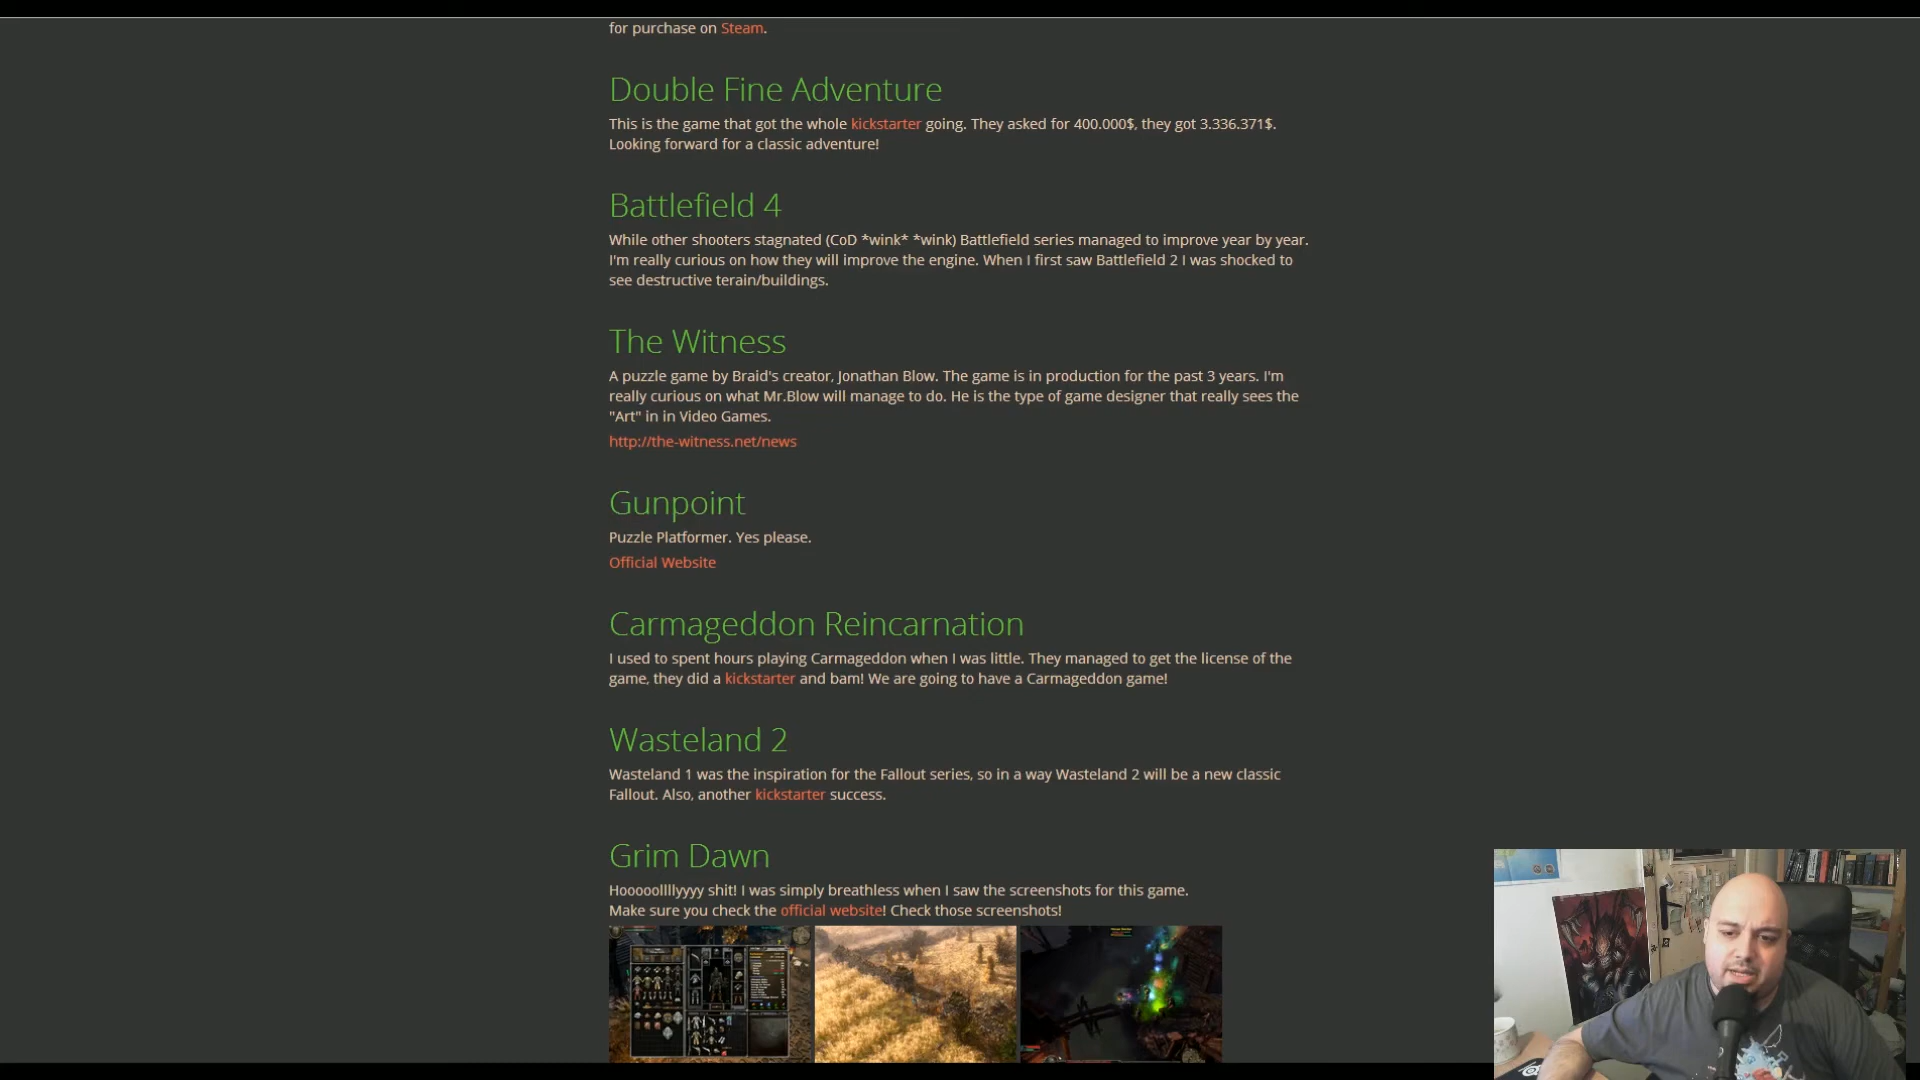 for purchase on Steam.
Double Fine Adventure
This is the game that got the whole kickstarter going. They asked for 400.000$, they got 3.336.371$.
Looking forward for a classic adventure!
Battlefield 4
While other shooters stagnated (CoD *wink* *wink) Battlefield series managed to improve year by year.
I'm really curious on how they will improve the engine. When I first saw Battlefield 2 I was shocked to
see destructive terain/buildings.
The Witness
A puzzle game by Braid's creator, Jonathan Blow. The game is in production for the past 3 years. I'm
really curious on what Mr.Blow will manage to do. He is the type of game designer that really sees the
"Art" in in Video Games.
http://the-witness.net/news
Gunpoint
Puzzle Platformer. Yes please.
Official Website
Carmageddon Reincarnation
I used to spent hours playing Carmageddon when I was little. They managed to get the license of the
game, they did a kickstarter and bam! We are going to have a Carmageddon game!
Wasteland 2
Wasteland 1 was the inspiration for the Fallout series, so in a way Wasteland 2 will be a new classic
Fallout. Also, another kickstarter success.
Grim Dawn
Hooooollllyyyy shit! I was simply breathless when I saw the screenshots for this game.
Make sure you check the official website! Check those screenshots!